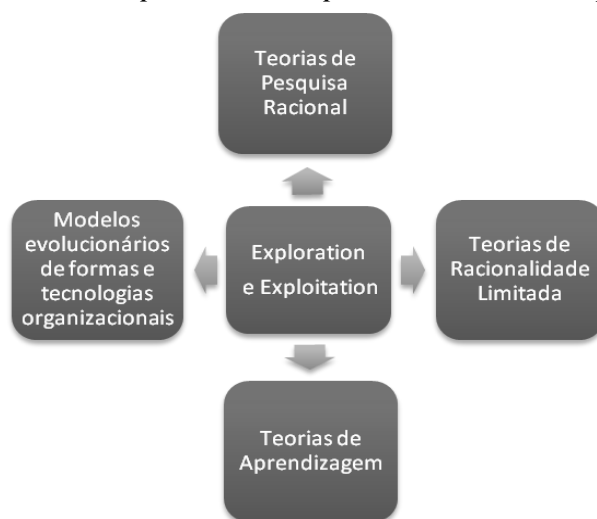 Teorias de
Pesquisa
Racional
Modelos
evolucionários
de formas e
tecnologias
organizacionais
Exploration
e Exploitation
Teorias de
Racionalidade
Limitada
Teorias de
Aprendizagem